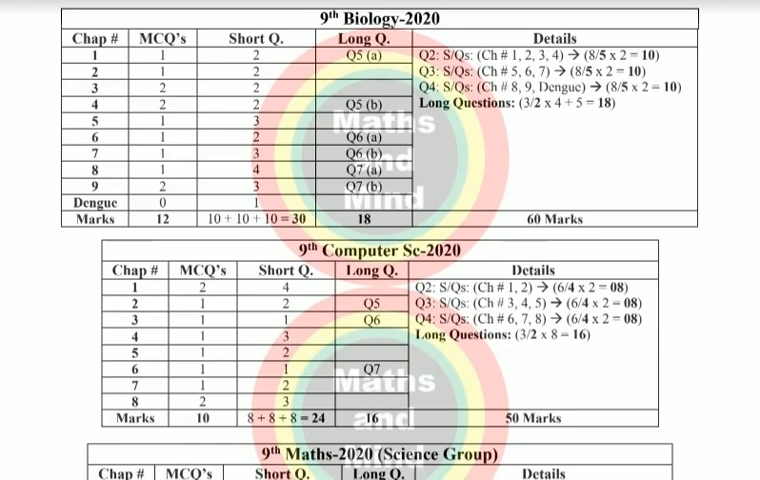 9th Biology-2020
Chap # MCQ's Short Q. Long Q. Details
1 1 2 Q5 (a) Q2: S/Qs: (Ch # 1, 2, 3, 4) → (8/5 x 2 = 10)
2 1 2 Q3: S/Qs: (Ch # 5, 6, 7) → (8/5 x 2 = 10)
3 2 2 Q4: S/Qs: (Ch # 8, 9, Dengue) → (8/5 x 2 = 10)
4 2 2 Q5 (b) Long Questions: (3/2 x 4 + 5 = 18)
5 1 3
6 1 2 Q6 (a)
7 1 3 Q6 (b)
8 1 4 Q7 (a)
9 2 3 Q7 (b)
Dengue 0 1
Marks 12 10 + 10 + 10 = 30 18 60 Marks
Maths
and
Mind
9th Computer Sc-2020
Chap # MCQ's Short Q. Long Q. Details
1 2 4 Q2: S/Qs: (Ch # 1, 2) → (6/4 x 2 = 08)
2 1 2 Q5 Q3: S/Qs: (Ch # 3, 4, 5) → (6/4 x 2 = 08)
3 1 1 Q6 Q4: S/Qs: (Ch # 6, 7, 8) → (6/4 x 2 = 08)
4 1 3 Long Questions: (3/2 x 8 = 16)
5 1 2
6 1 1 Q7
7 1 2
8 2 3
Marks 10 8 + 8 + 8 = 24 16 50 Marks
Maths
and
Mind
9th Maths-2020 (Science Group)
Chap # MCQ's Short Q. Long Q. Details